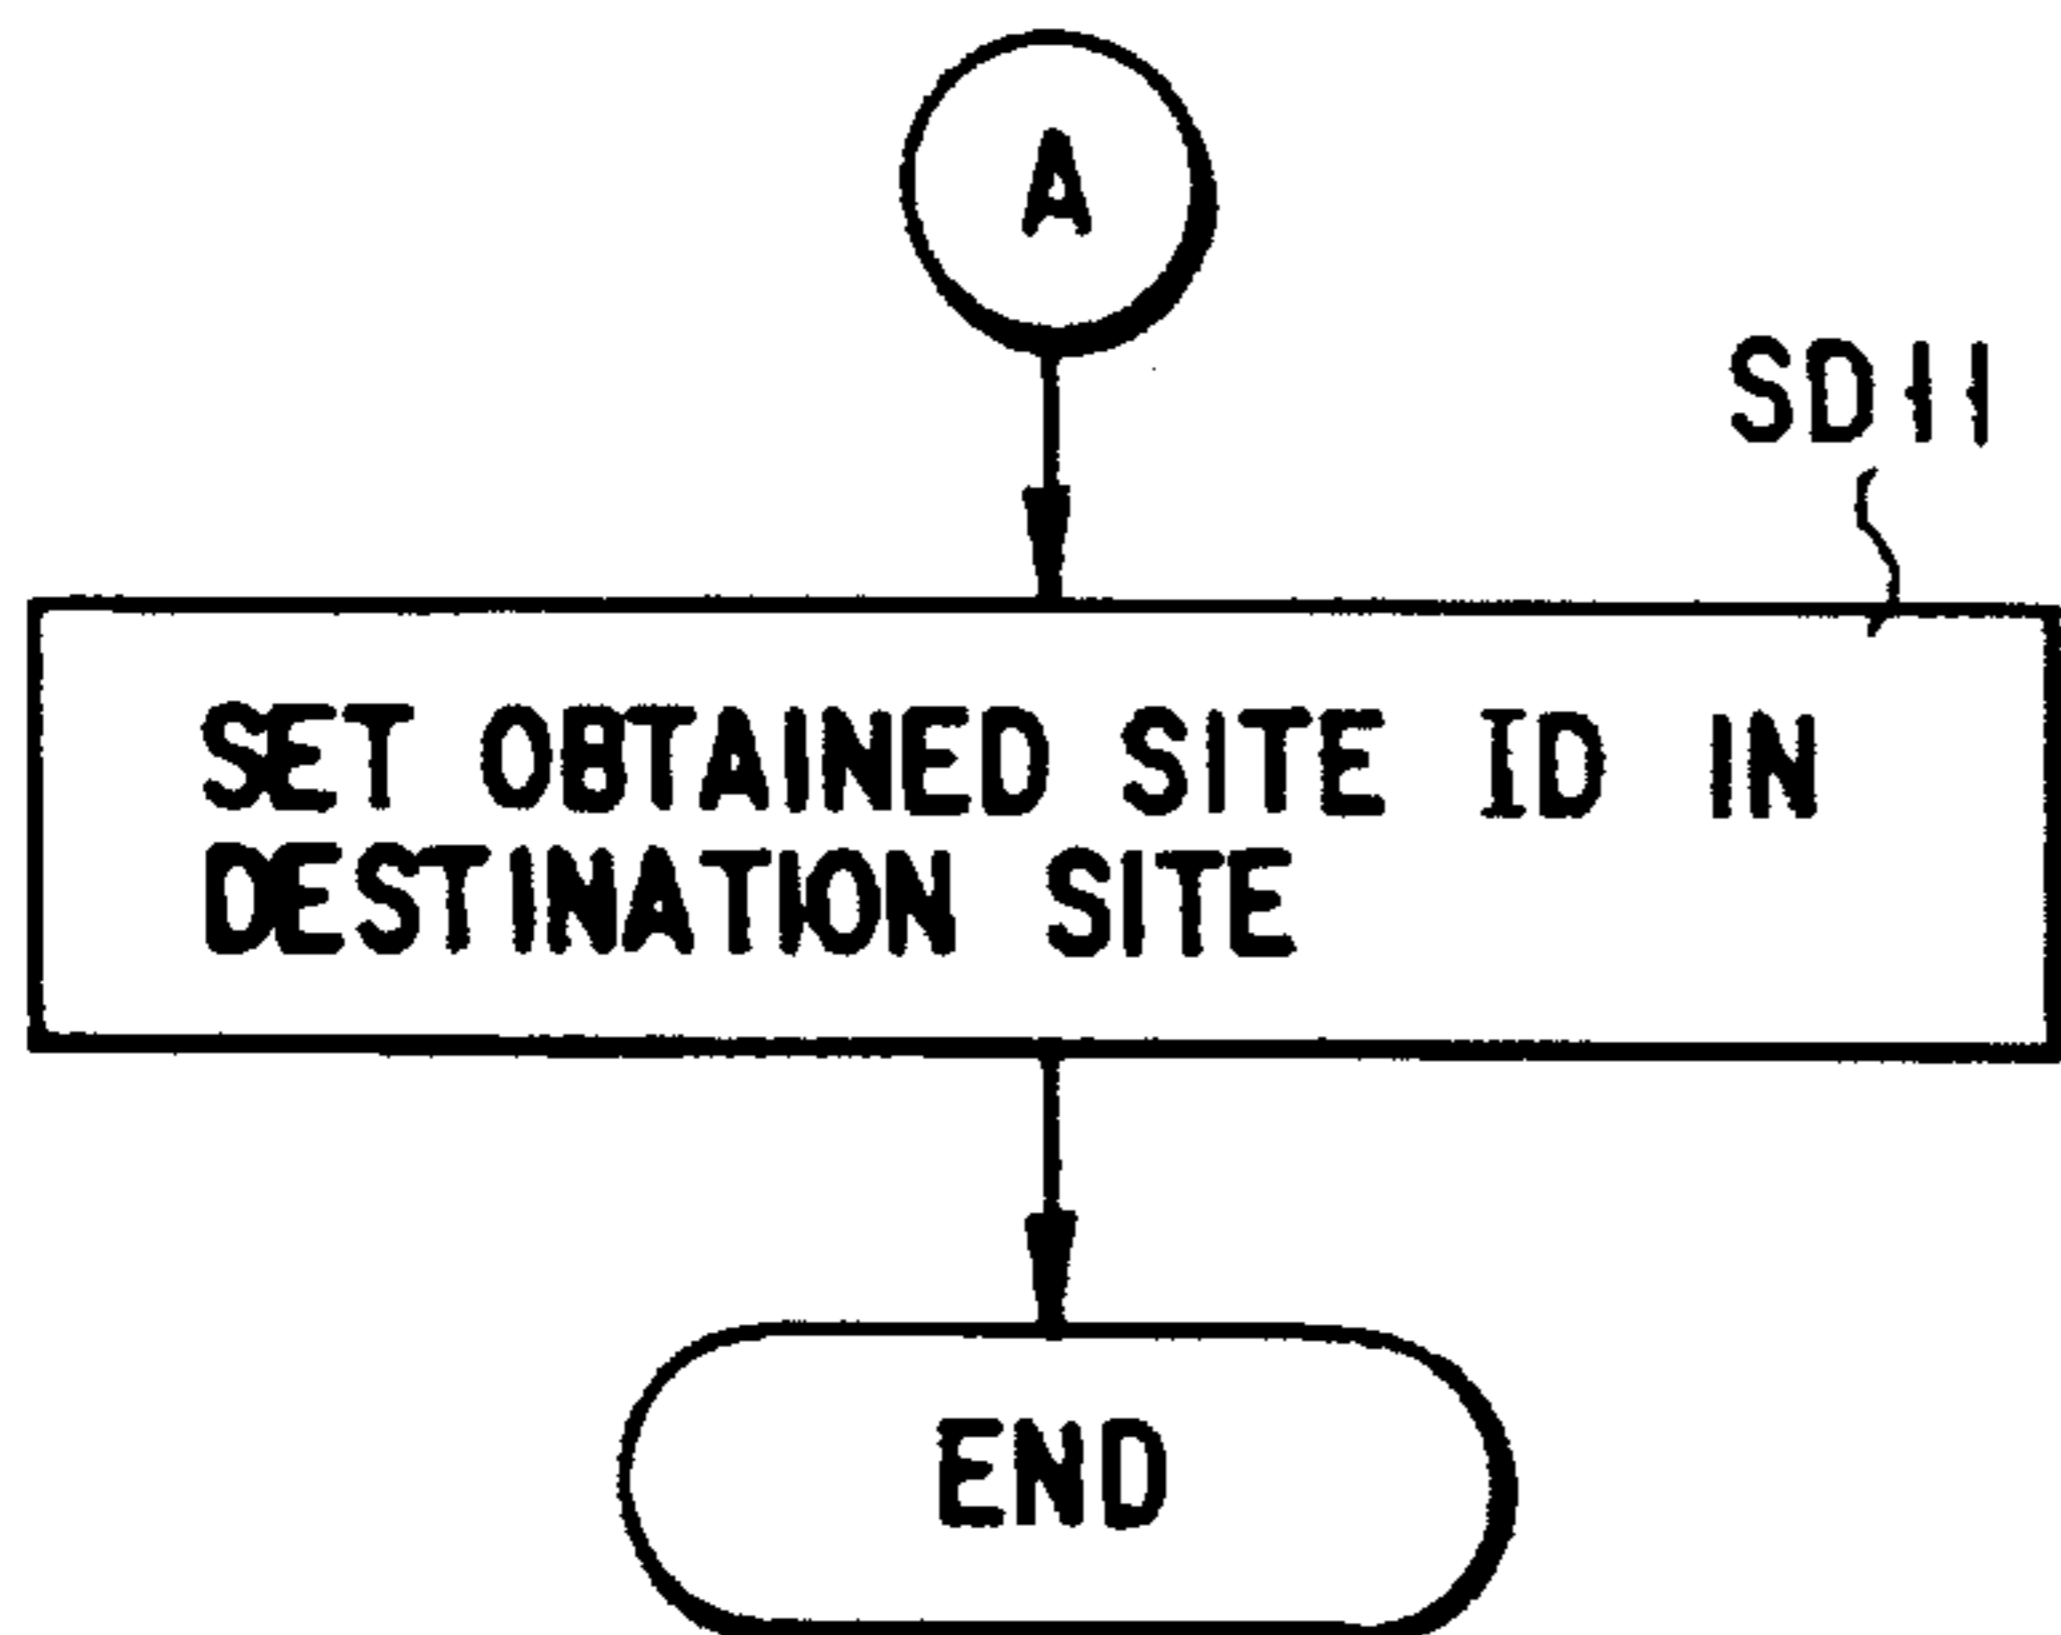 A
SD11
SET OBTAINED SITE ID IN
DESTINATION SITE
END